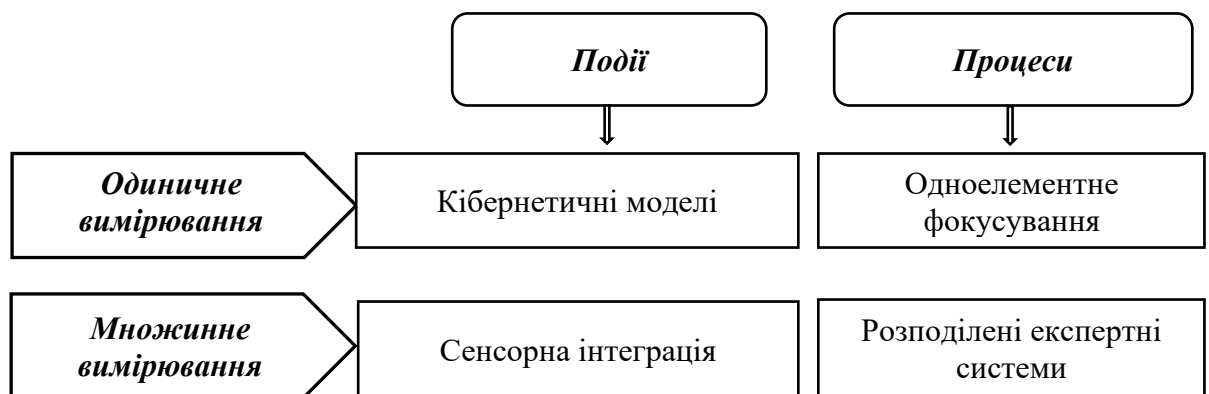 Події
Процеси
Одиничне
вимірювання
Кібернетичні моделі
Одноелементне
фокусування
Множинне
вимірювання
Сенсорна інтеграція
Розподілені експертні
системи